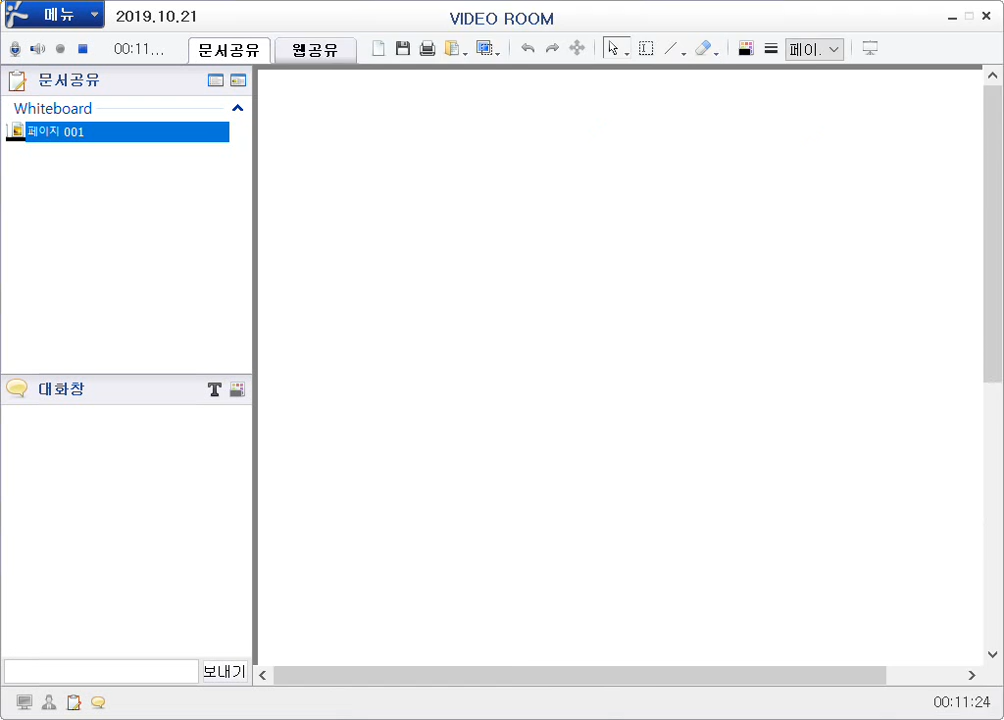 메뉴 2019.10.21 VIDEO ROOM
00:11... 문서공유 웹공유 페이.
문서공유
Whiteboard
페이지 001
대화창 T
보내기
00:11:24